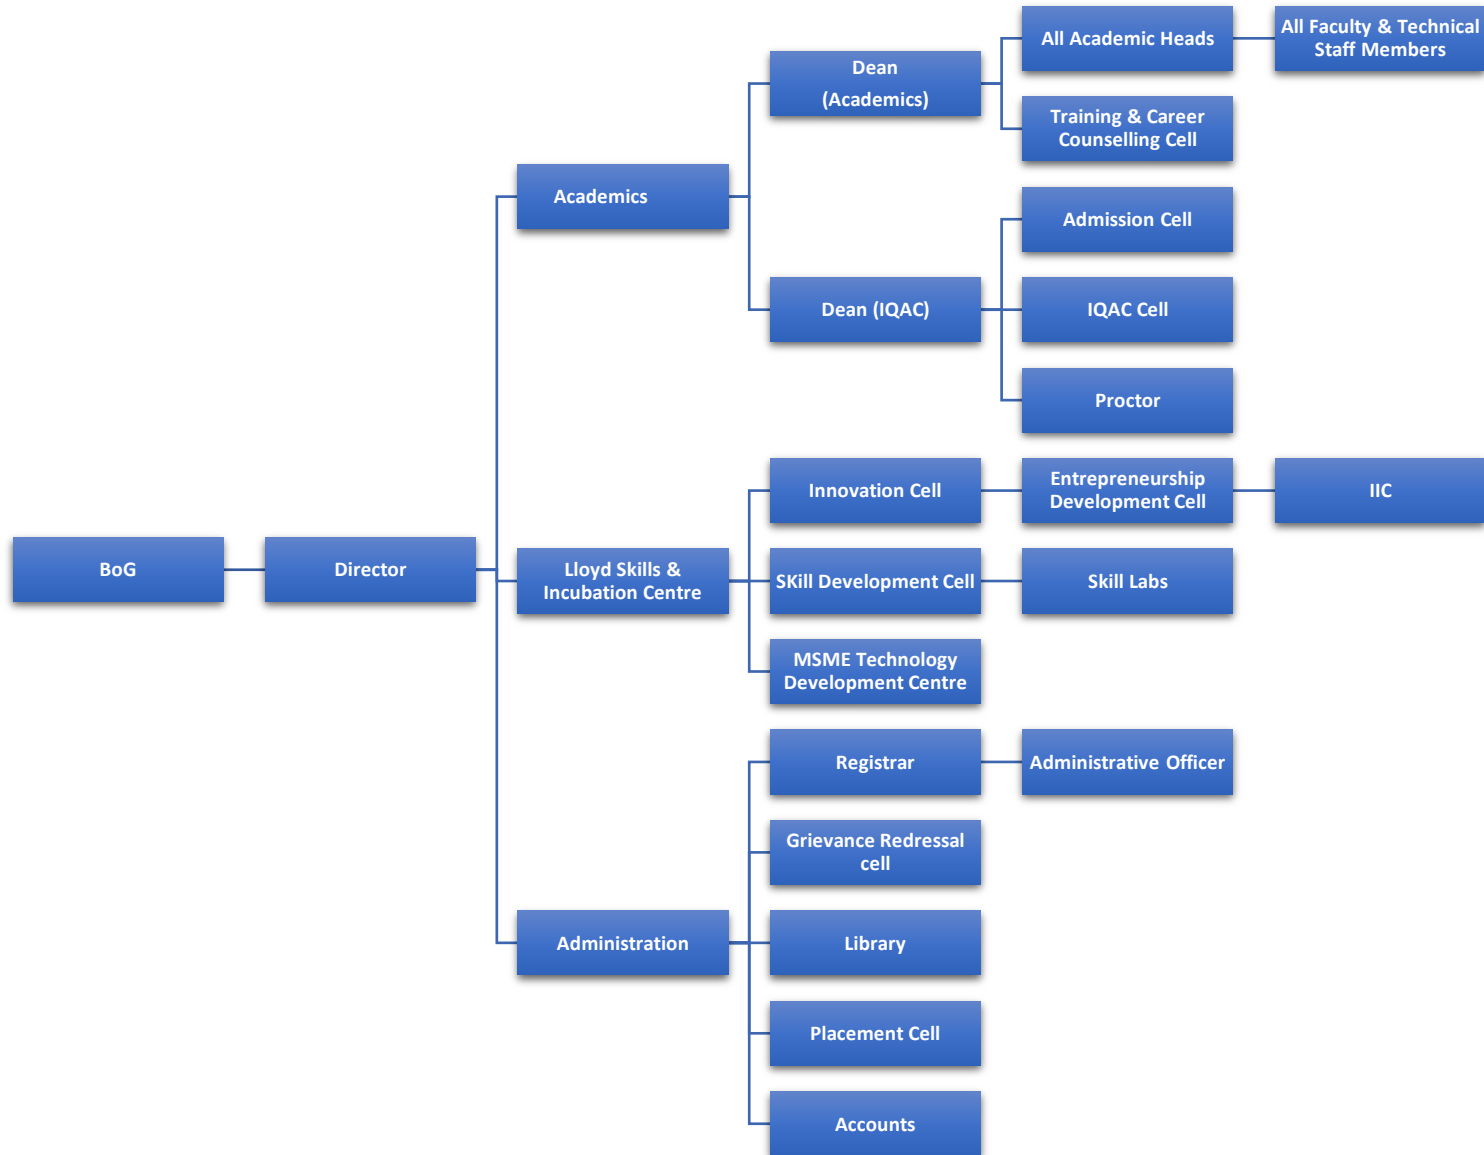 BoG
Director
Academics
Dean
(Academics)
All Academic Heads
All Faculty & Technical
Staff Members
Training & Career
Counselling Cell
Dean (IQAC)
Admission Cell
IQAC Cell
Proctor
Lloyd Skills &
Incubation Centre
Innovation Cell
Entrepreneurship
Development Cell
IIC
SKill Development Cell
Skill Labs
MSME Technology
Development Centre
Administration
Registrar
Administrative Officer
Grievance Redressal
cell
Library
Placement Cell
Accounts